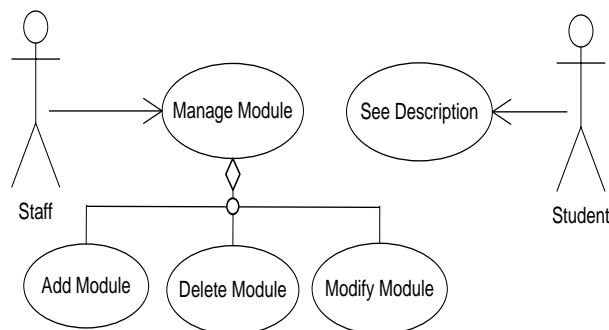 Manage Module
See Description
Staff
Student
Add Module
Delete Module
Modify Module